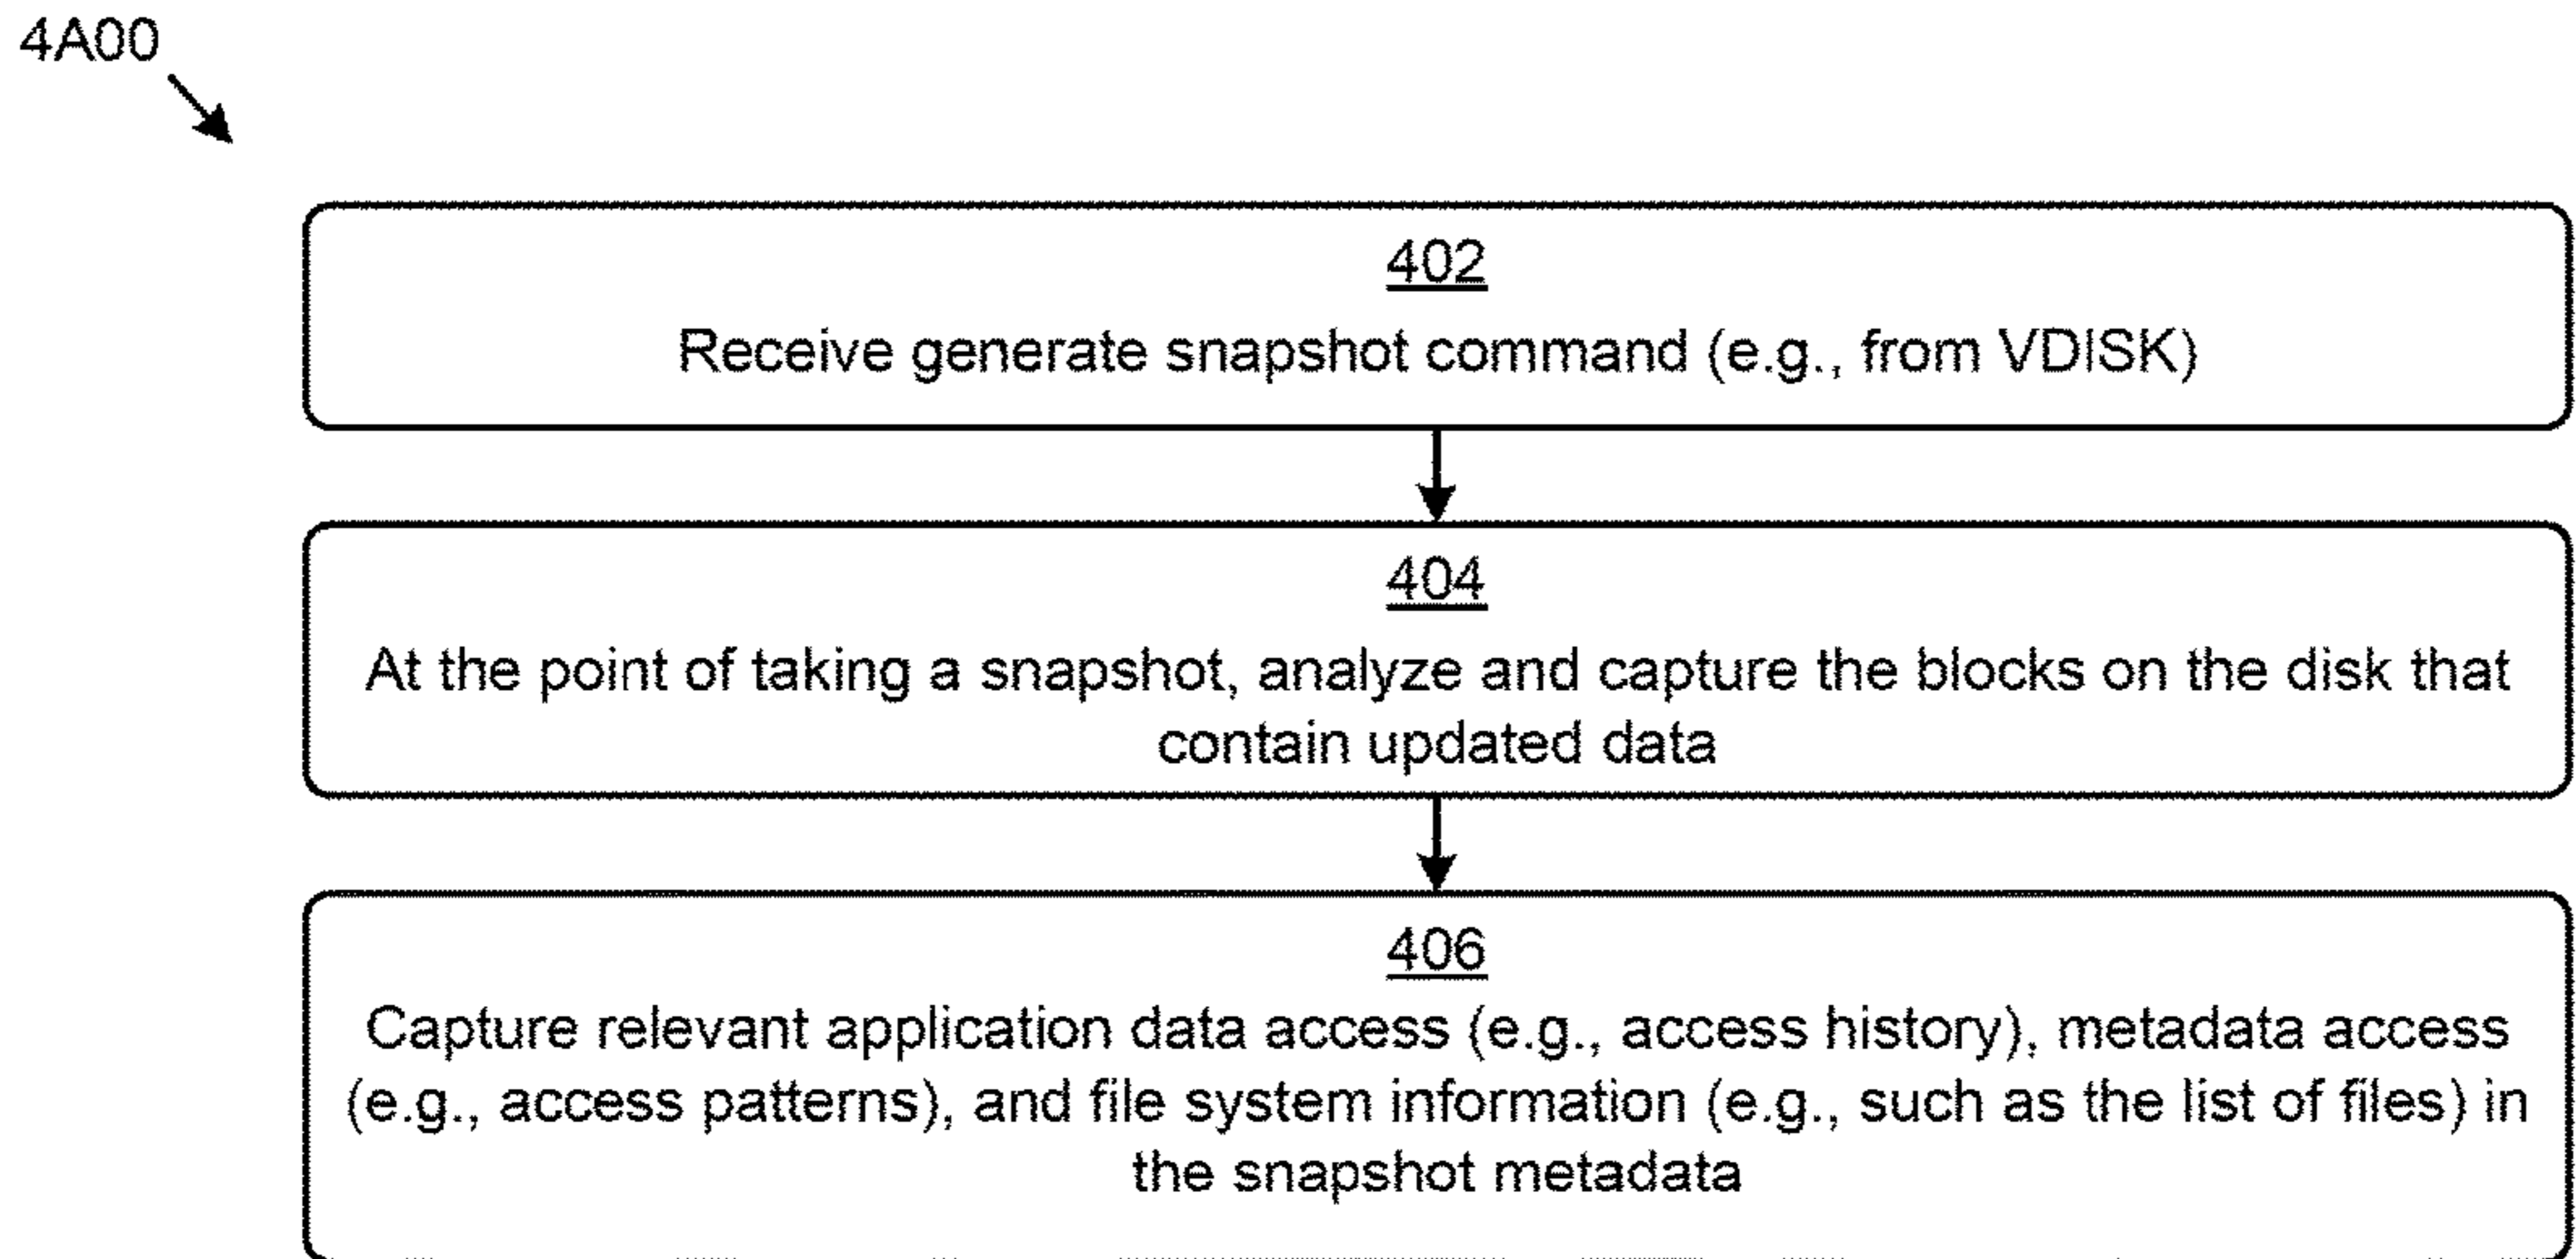 4A00
402
Receive generate snapshot command (e.g., from VDISK)
404
At the point of taking a snapshot, analyze and capture the blocks on the disk that
contain updated data
406
Capture relevant application data access (e.g., access history), metadata access
(e.g., access patterns), and file system information (e.g., such as the list of files) in
the snapshot metadata